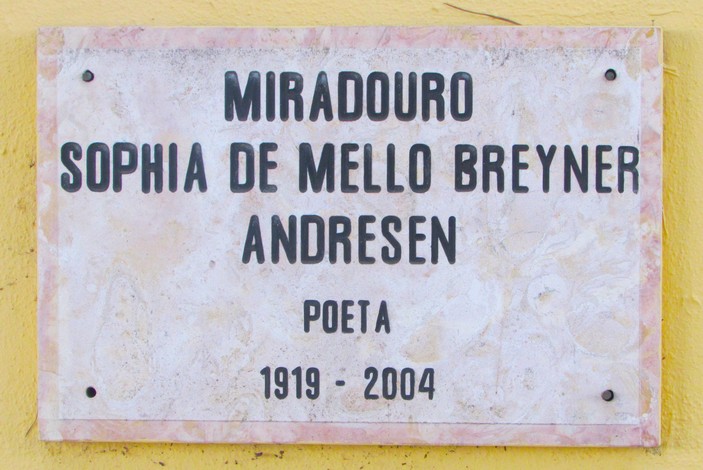 MIRADOURO
SOPHIA DE MELLO BREYNER
ANDRESEN
POETA
1919 - 2004